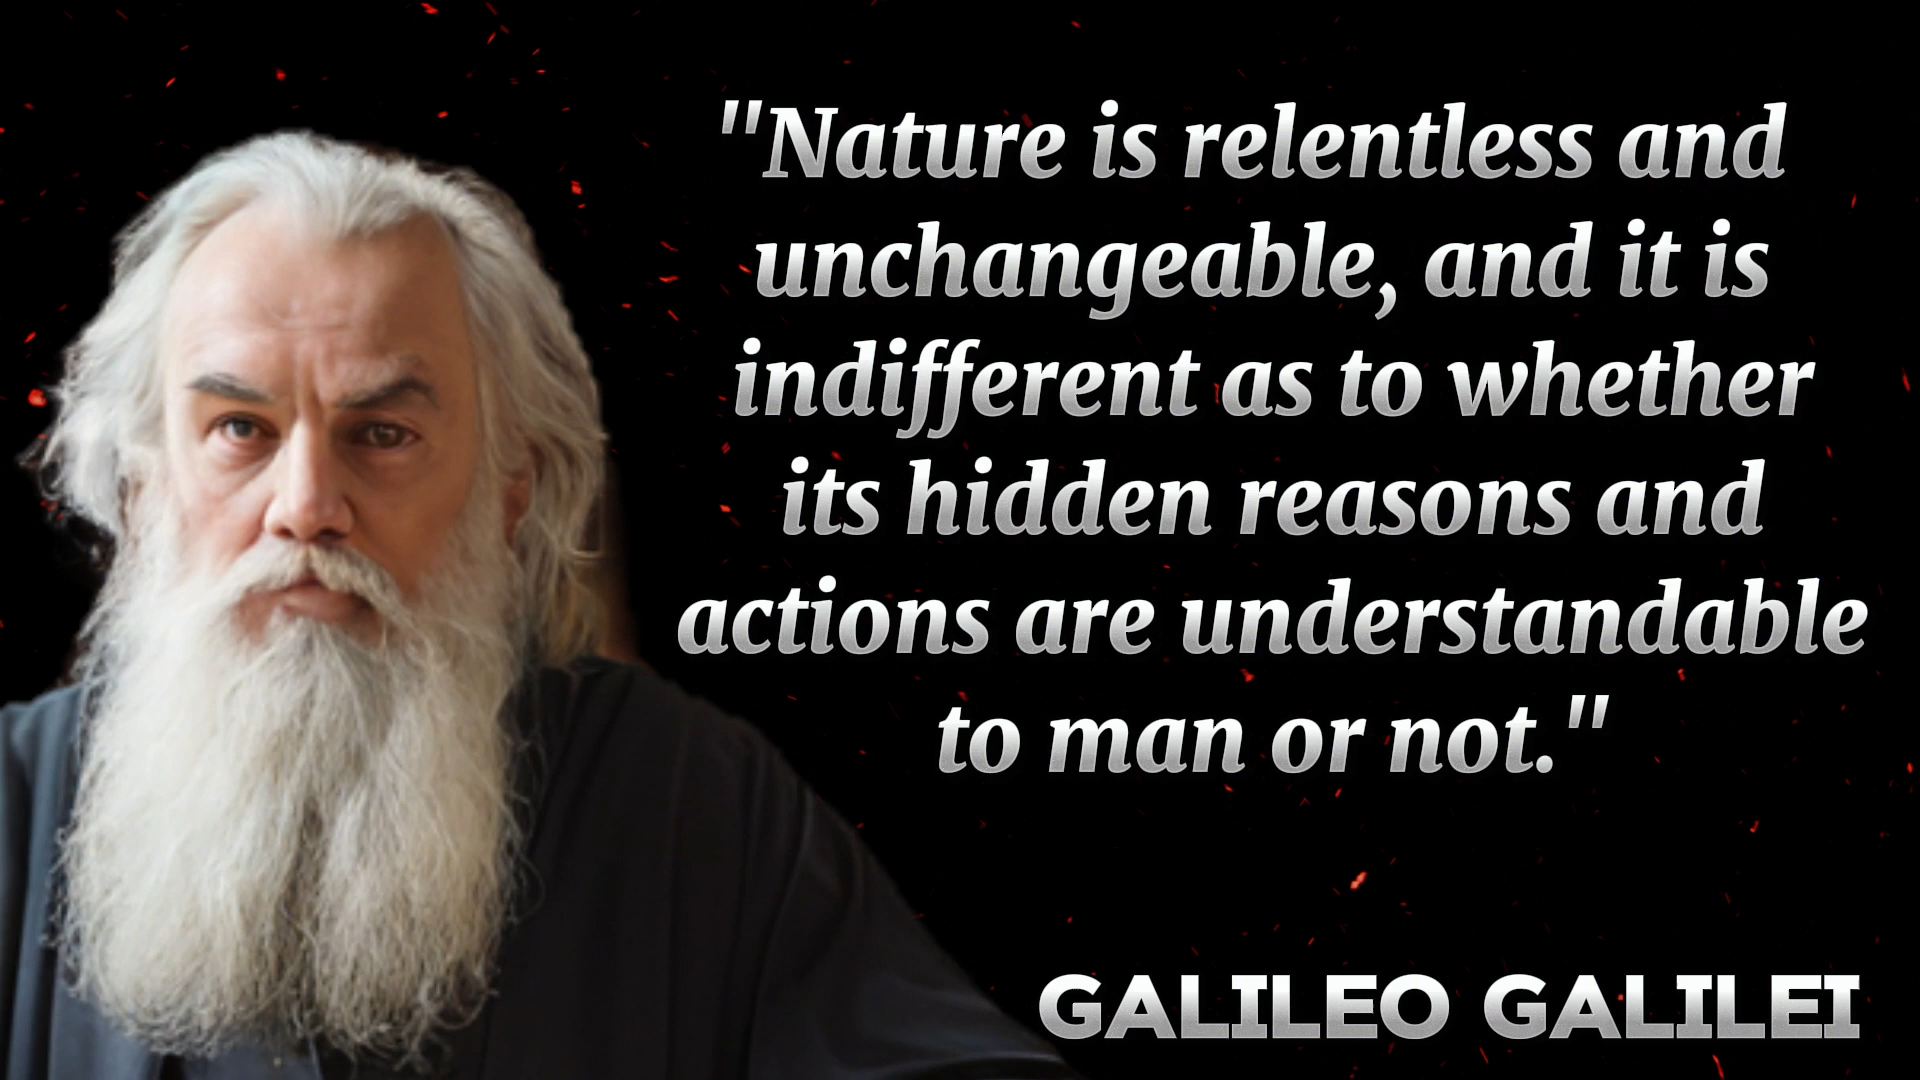 "Nature is relentless and
unchangeable, and it is
indifferent as to whether
its hidden reasons and
actions are understandable
to man or not."
GALILEO GALILEI